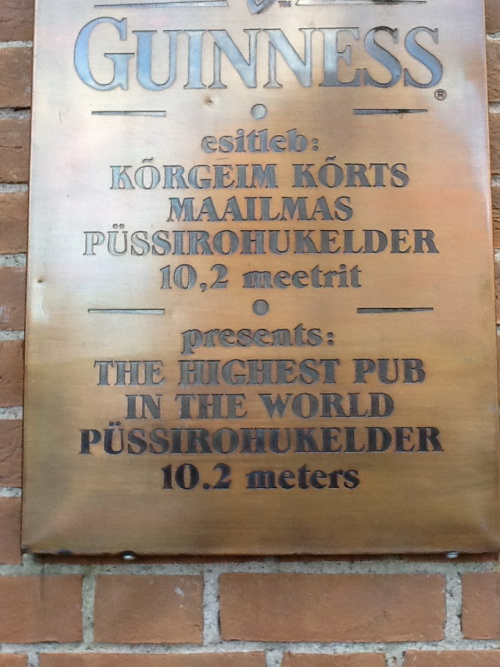 GUINNESS
®
esitleb:
KÕRGEIM KÕRTS
MAAILMAS
PÜSSIROHUKELDER
10,2 meetrit
presents:
THE HIGHEST PUB
IN THE WORLD
PÜSSIROHUKELDER
10.2 meters